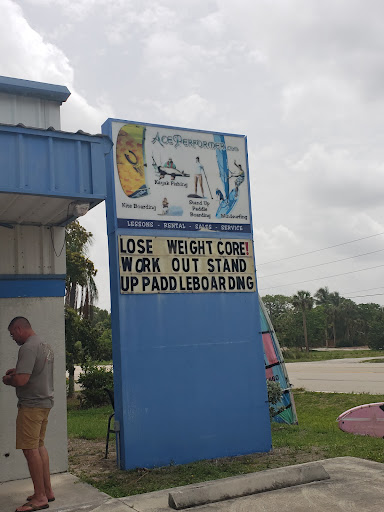 ACEPERFORMER.com
Kayak Fishing
Kite Boarding
Stand Up
Paddle
Boarding
Windsurfing
LESSONS - RENTAL - SALES - SERVICE
LOSE WEIGHT CORE!
WORK OUT STAND
UP PADDLEBOARDING